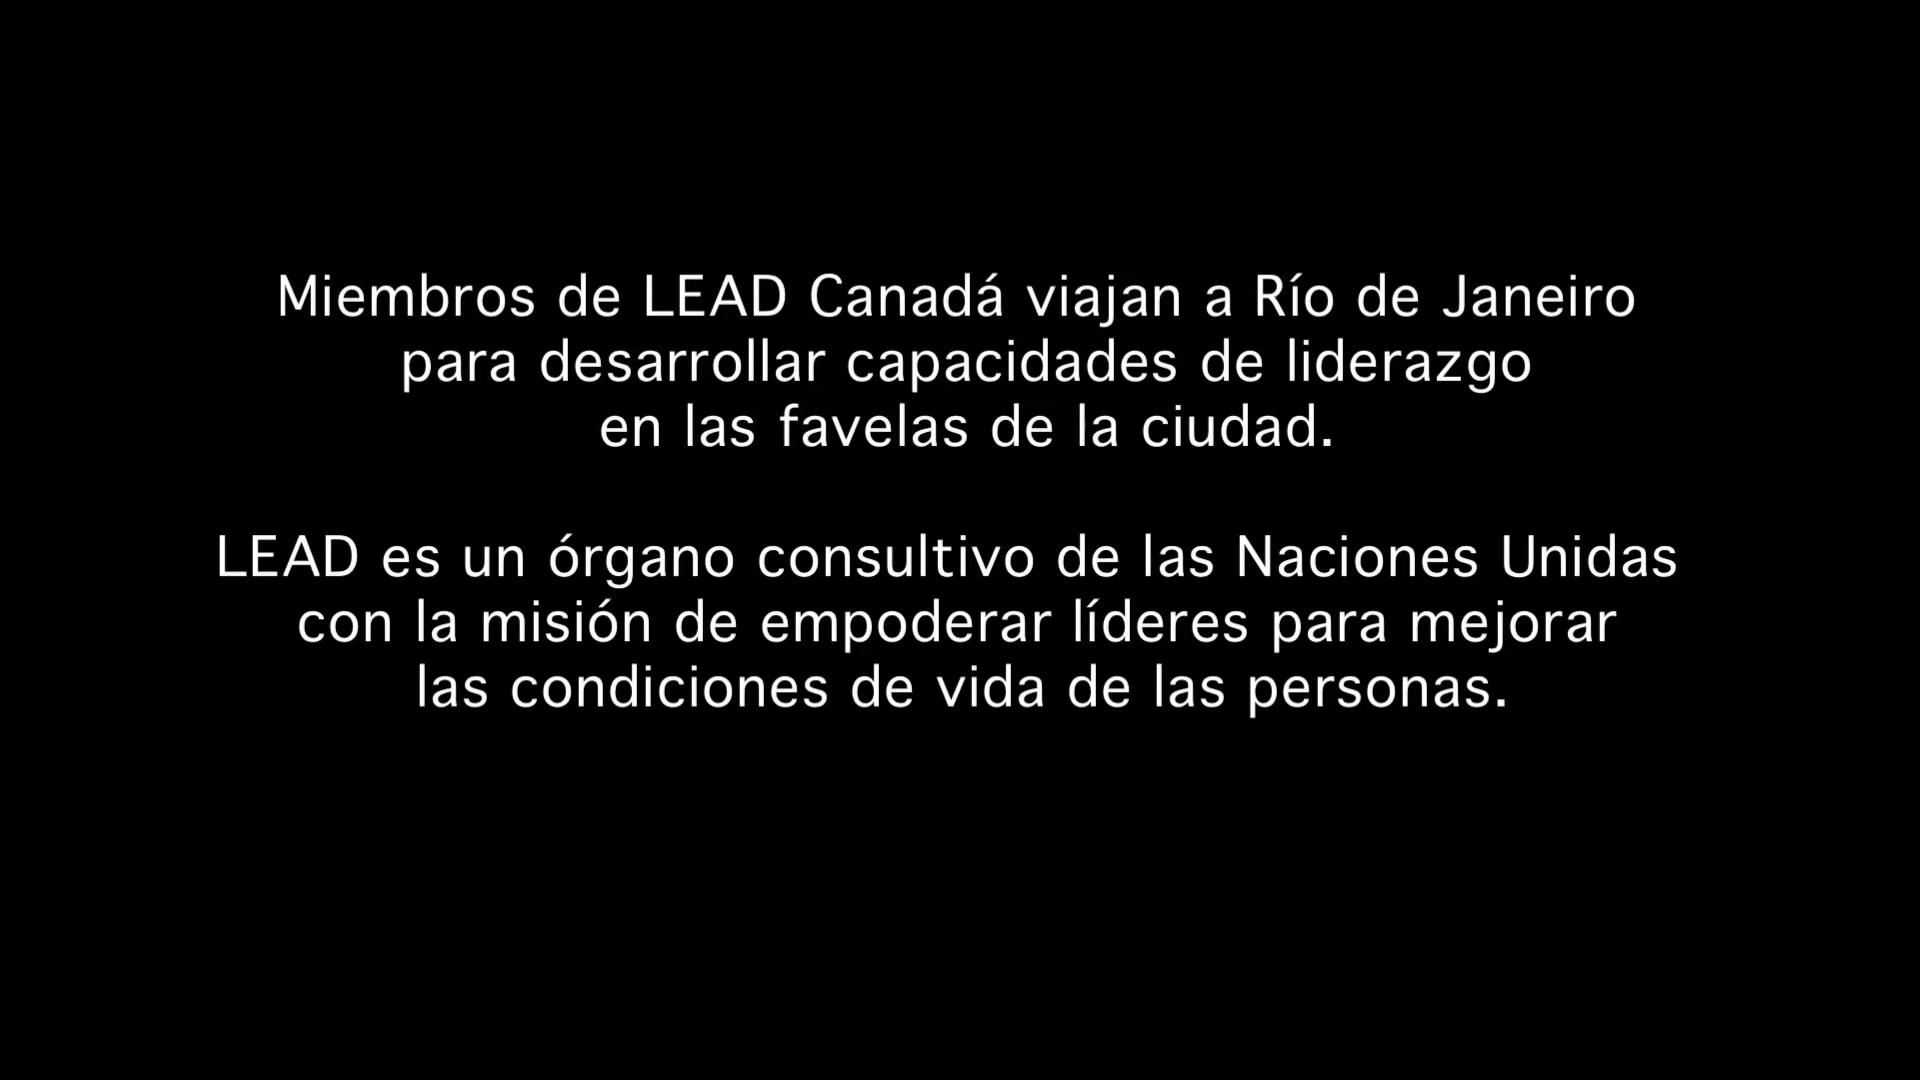 Miembros de LEAD Canadá viajan a Río de Janeiro
para desarrollar capacidades de liderazgo
en las favelas de la ciudad.
LEAD es un órgano consultivo de las Naciones Unidas
con la misión de empoderar líderes para mejorar
las condiciones de vida de las personas.